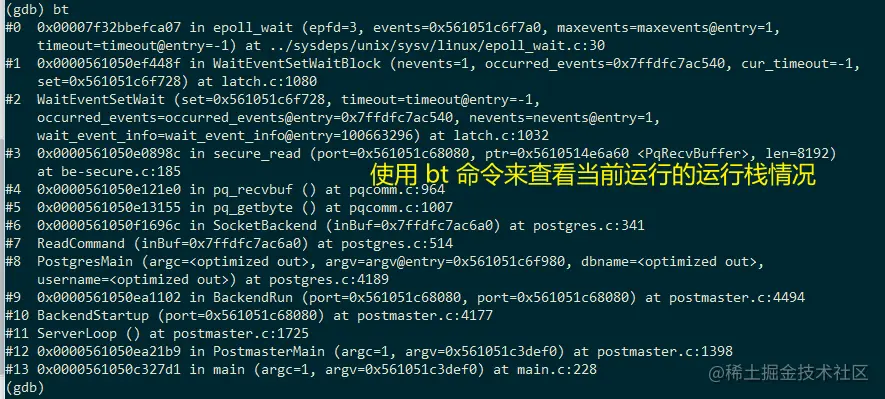 (gdb) bt
#0  0x00007f32bbefca07 in epoll_wait (epfd=3, events=0x561051c6f7a0, maxevents=maxevents@entry=1,
    timeout=timeout@entry=-1) at ../sysdeps/unix/sysv/linux/epoll_wait.c:30
#1  0x0000561050ef448f in WaitEventSetWaitBlock (nevents=1, occurred_events=0x7ffdfc7ac540, cur_timeout=-1,
    set=0x561051c6f728) at latch.c:1080
#2  WaitEventSetWait (set=0x561051c6f728, timeout=timeout@entry=-1,
    occurred_events=occurred_events@entry=0x7ffdfc7ac540, nevents=nevents@entry=1,
    wait_event_info=wait_event_info@entry=100663296) at latch.c:1032
#3  0x0000561050e0898c in secure_read (port=0x561051c68080, ptr=0x5610514e6a60 <PqRecvBuffer>, len=8192)
    at be-secure.c:185
使用 bt 命令来查看当前运行的运行栈情况
#4  0x0000561050e121e0 in pq_recvbuf () at pqcomm.c:964
#5  0x0000561050e13155 in pq_getbyte () at pqcomm.c:1007
#6  0x0000561050f1696c in SocketBackend (inBuf=0x7ffdfc7ac6a0) at postgres.c:341
#7  ReadCommand (inBuf=0x7ffdfc7ac6a0) at postgres.c:514
#8  PostgresMain (argc=<optimized out>, argv=argv@entry=0x561051c6f980, dbname=<optimized out>,
    username=<optimized out>) at postgres.c:4189
#9  0x0000561050ea1102 in BackendRun (port=0x561051c68080, port=0x561051c68080) at postmaster.c:4494
#10 BackendStartup (port=0x561051c68080) at postmaster.c:4177
#11 ServerLoop () at postmaster.c:1725
#12 0x0000561050ea21b9 in PostmasterMain (argc=1, argv=0x561051c3def0) at postmaster.c:1398
#13 0x0000561050c327d1 in main (argc=1, argv=0x561051c3def0) at main.c:228
(gdb)
@稀土掘金技术社区